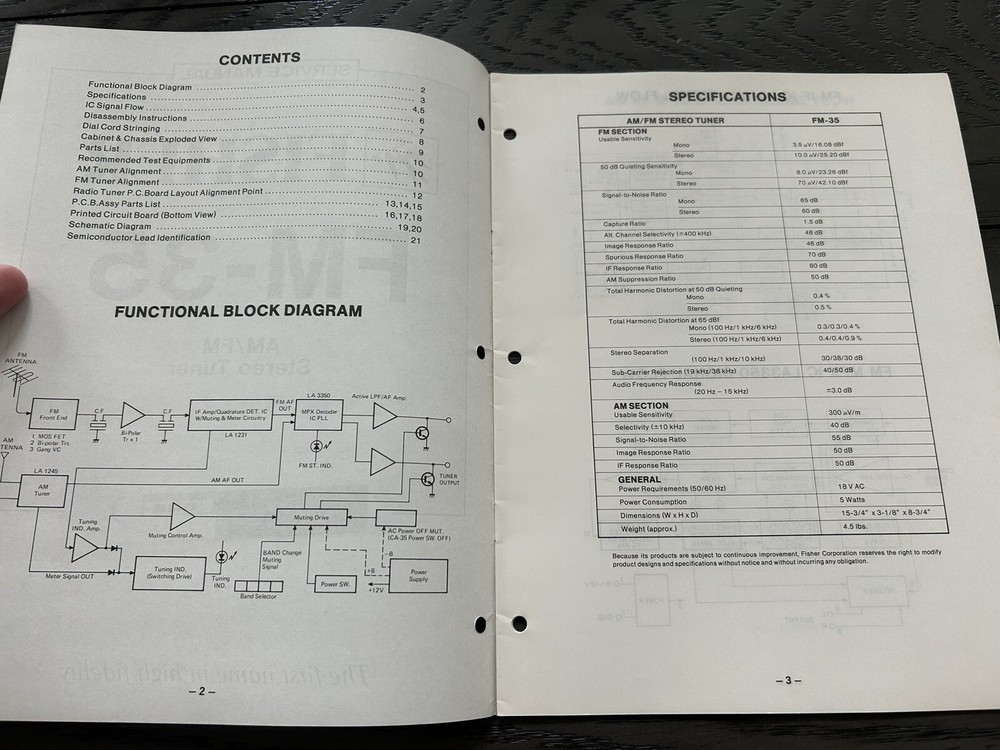 CONTENTS
Functional Block Diagram 2
Specifications 3
IC Signal Flow 4,5
Disassembly Instructions 6
Dial Cord Stringing 7
Cabinet & Chassis Exploded View 8
Parts List 9
Recommended Test Equipments 10
AM Tuner Alignment 10
FM Tuner Alignment 11
Radio Tuner P.C.Board Layout Alignment Point 12
P.C.B.Assy Parts List 13,14,15
Printed Circuit Board (Bottom View) 16,17,18
Schematic Diagram 19,20
Semiconductor Lead Identification 21
FUNCTIONAL BLOCK DIAGRAM
FM
ANTENNA
FM
Front End
C.F
Bi-Polar
Tr x 1
C.F
IF Amp/Quadrature DET. IC
W/Muting & Meter Circuitry
LA 1231
FM AF
OUT
LA 3350
MPX Decoder
IC PLL
Active LPF/AF Amp.
1 MOS FET
2 Bi-polar Trs.
3 Gang VC
FM ST. IND.
AM
TENNA
LA 1245
AM
Tuner
AM AF OUT
TUNER
OUTPUT
Tuning
IND. Amp.
Muting Control Amp.
Muting Drive
AC Power OFF MUT.
(CA-35 Power SW. OFF)
Meter Signal OUT
Tuning IND.
(Switching Drive)
Tuning
IND.
BAND Change
Muting
Signal
Band Selector
Power SW.
+B
-B
+12V
Power
Supply
– 2 –
SPECIFICATIONS
AM/FM STEREO TUNER FM-35
FM SECTION
Usable Sensitivity
Mono 3.5 µV/16.08 dBf
Stereo 10.0 µV/25.20 dBf
50 dB Quieting Sensitivity
Mono 8.0 µV/23.26 dBf
Stereo 70 µV/42.10 dBf
Signal-to-Noise Ratio
Mono 65 dB
Stereo 60 dB
Capture Ratio 1.5 dB
Alt. Channel Selectivity (±400 kHz) 48 dB
Image Response Ratio 46 dB
Spurious Response Ratio 70 dB
IF Response Ratio 80 dB
AM Suppression Ratio 50 dB
Total Harmonic Distortion at 50 dB Quieting
Mono 0.4 %
Stereo 0.5 %
Total Harmonic Distortion at 65 dBf
Mono (100 Hz/1 kHz/6 kHz) 0.3/0.3/0.4 %
Stereo (100 Hz/1 kHz/6 kHz) 0.4/0.4/0.9 %
Stereo Separation
(100 Hz/1 kHz/10 kHz) 30/38/30 dB
Sub-Carrier Rejection (19 kHz/38 kHz) 40/50 dB
Audio Frequency Response
(20 Hz – 15 kHz) ±3.0 dB
AM SECTION
Usable Sensitivity 300 µV/m
Selectivity (±10 kHz) 40 dB
Signal-to-Noise Ratio 55 dB
Image Response Ratio 50 dB
IF Response Ratio 50 dB
GENERAL
Power Requirements (50/60 Hz) 18 V AC
Power Consumption 5 Watts
Dimensions (W x H x D) 15-3/4" x 3-1/8" x 8-3/4"
Weight (approx.) 4.5 lbs.
Because its products are subject to continuous improvement, Fisher Corporation reserves the right to modify
product designs and specifications without notice and without incurring any obligation.
– 3 –